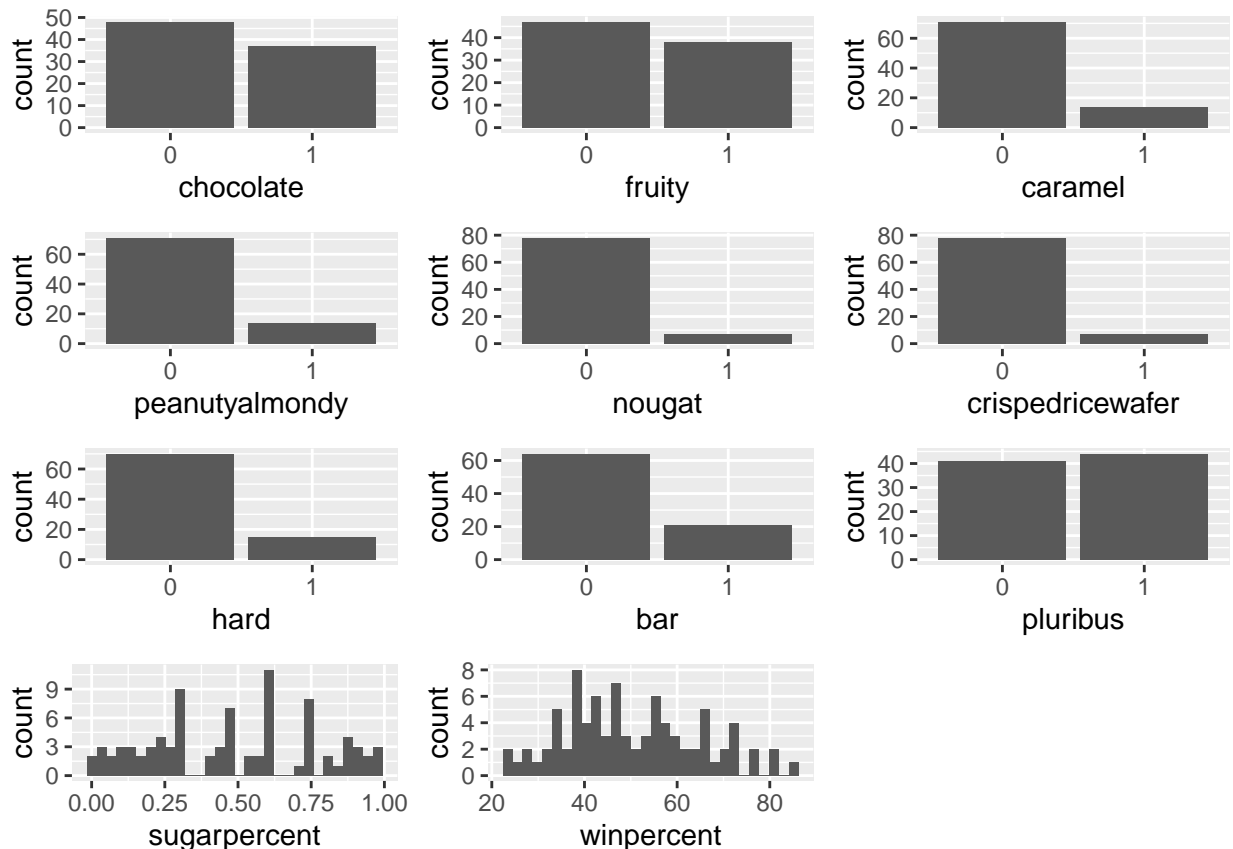 50
40
30
20
10
0
count
0 1
chocolate
40
30
20
10
0
count
0 1
fruity
60
40
20
0
count
0 1
caramel
60
40
20
0
count
0 1
peanutyalmondy
80
60
40
20
0
count
0 1
nougat
80
60
40
20
0
count
0 1
crispedricewafer
60
40
20
0
count
0 1
hard
60
40
20
0
count
0 1
bar
40
30
20
10
0
count
0 1
pluribus
9
6
3
0
count
0.00 0.25 0.50 0.75 1.00
sugarpercent
8
6
4
2
0
count
20 40 60 80
winpercent